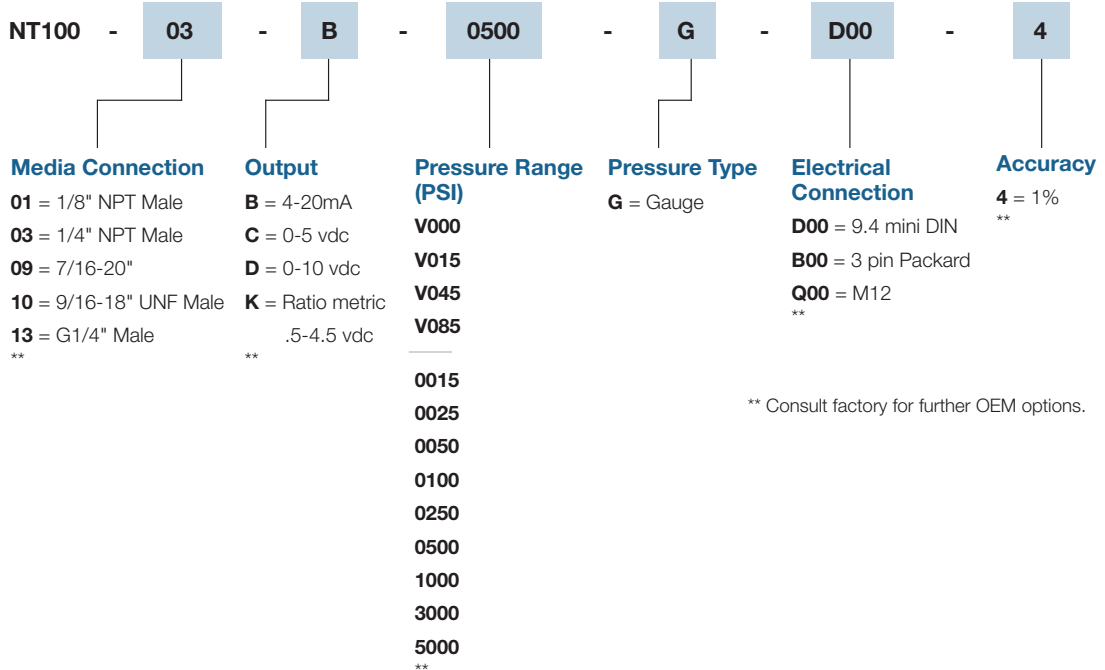 NT100 - 03 - B - 0500 - G - D00 - 4
Media Connection
01 = 1/8" NPT Male
03 = 1/4" NPT Male
09 = 7/16-20"
10 = 9/16-18" UNF Male
13 = G1/4" Male
**
Output
B = 4-20mA
C = 0-5 vdc
D = 0-10 vdc
K = Ratio metric
.5-4.5 vdc
**
Pressure Range
(PSI)
V000
V015
V045
V085
0015
0025
0050
0100
0250
0500
1000
3000
5000
**
Pressure Type
G = Gauge
Electrical
Connection
D00 = 9.4 mini DIN
B00 = 3 pin Packard
Q00 = M12
**
Accuracy
4 = 1%
**
** Consult factory for further OEM options.